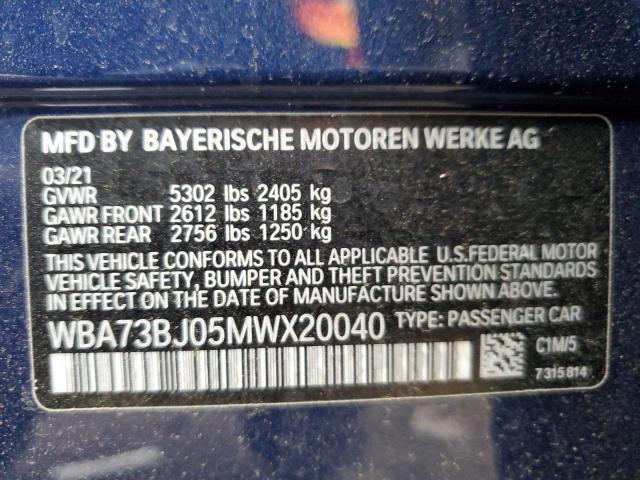 MFD BY BAYERISCHE MOTOREN WERKE AG
03/21
GVWR 5302 lbs 2405 kg
GAWR FRONT 2612 lbs 1185 kg
GAWR REAR 2756 lbs 1250 kg
THIS VEHICLE CONFORMS TO ALL APPLICABLE U.S.FEDERAL MOTOR
VEHICLE SAFETY, BUMPER AND THEFT PREVENTION STANDARDS
IN EFFECT ON THE DATE OF MANUFACTURE SHOWN ABOVE.
WBA73BJ05MWX20040 TYPE: PASSENGER CAR
C1M/5
7315814